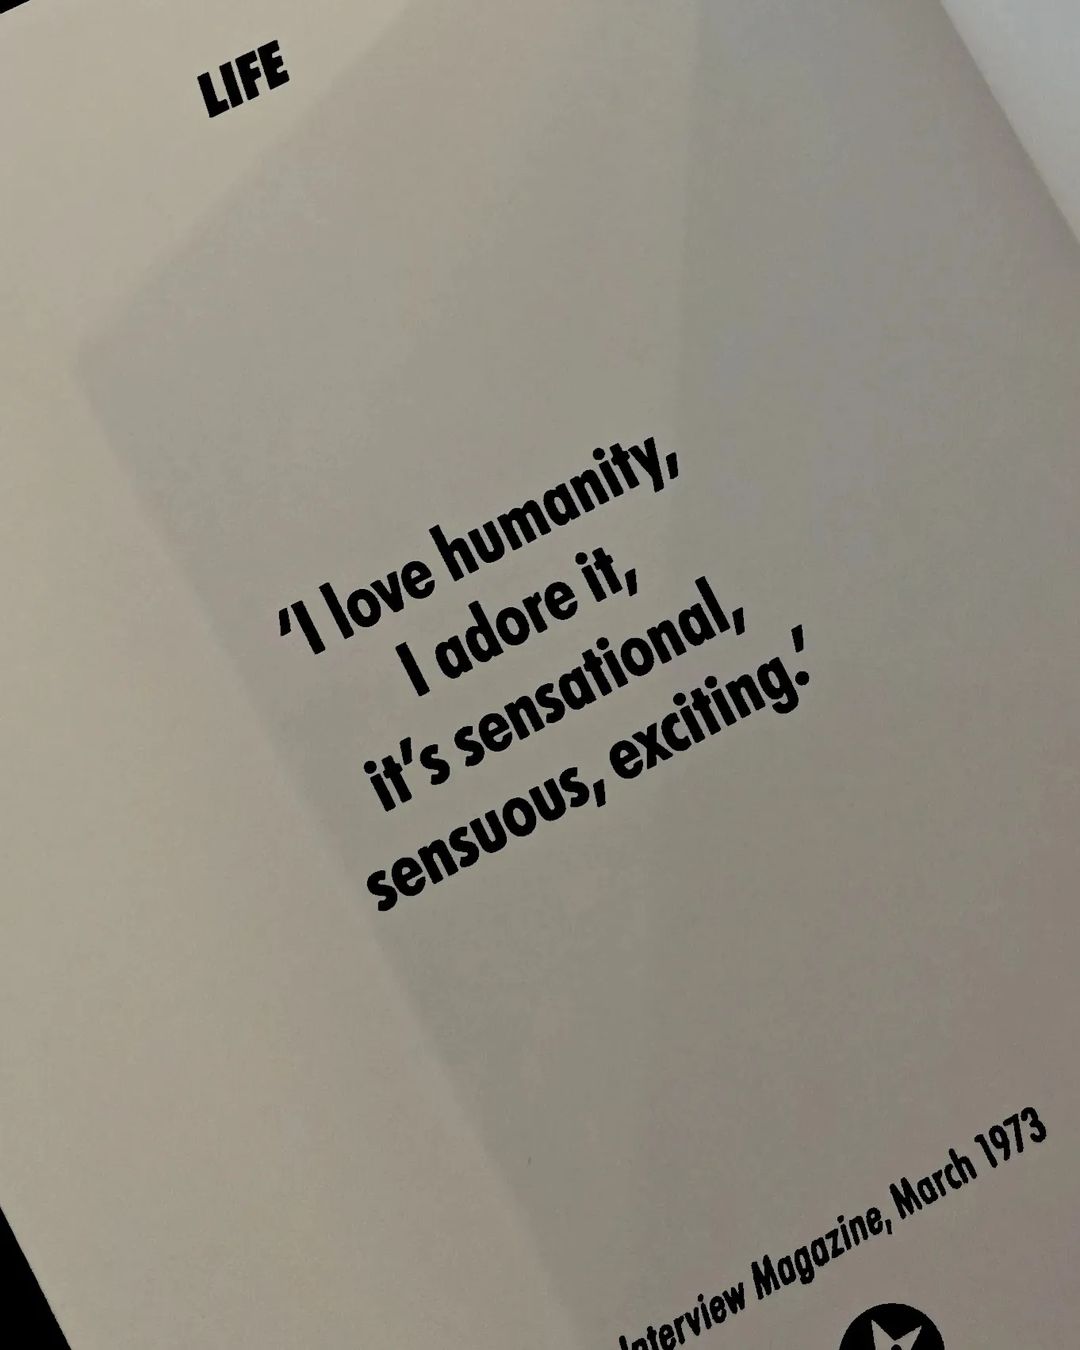 LIFE
‘I love humanity,
I adore it,
it’s sensational,
sensuous, exciting.’
Interview Magazine, March 1973